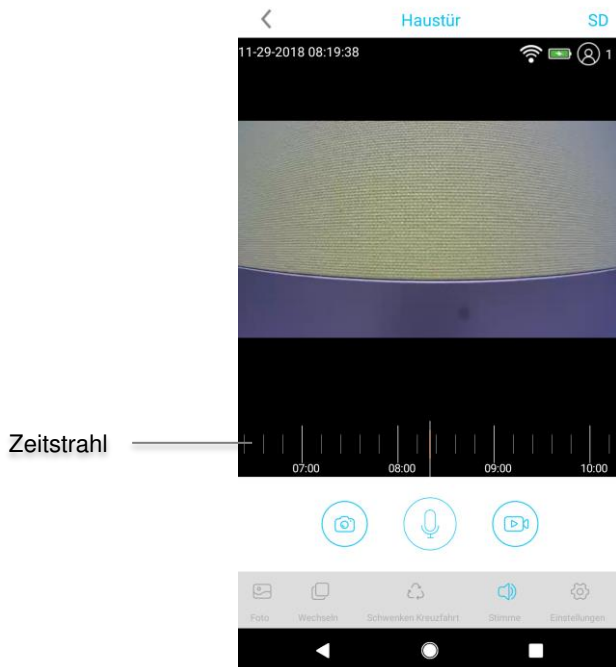 Haustür SD
11-29-2018 08:19:38 1
Zeitstrahl
07:00 08:00 09:00 10:00
Foto Wechseln Schwenken Kreuzfahrt Stimme Einstellungen